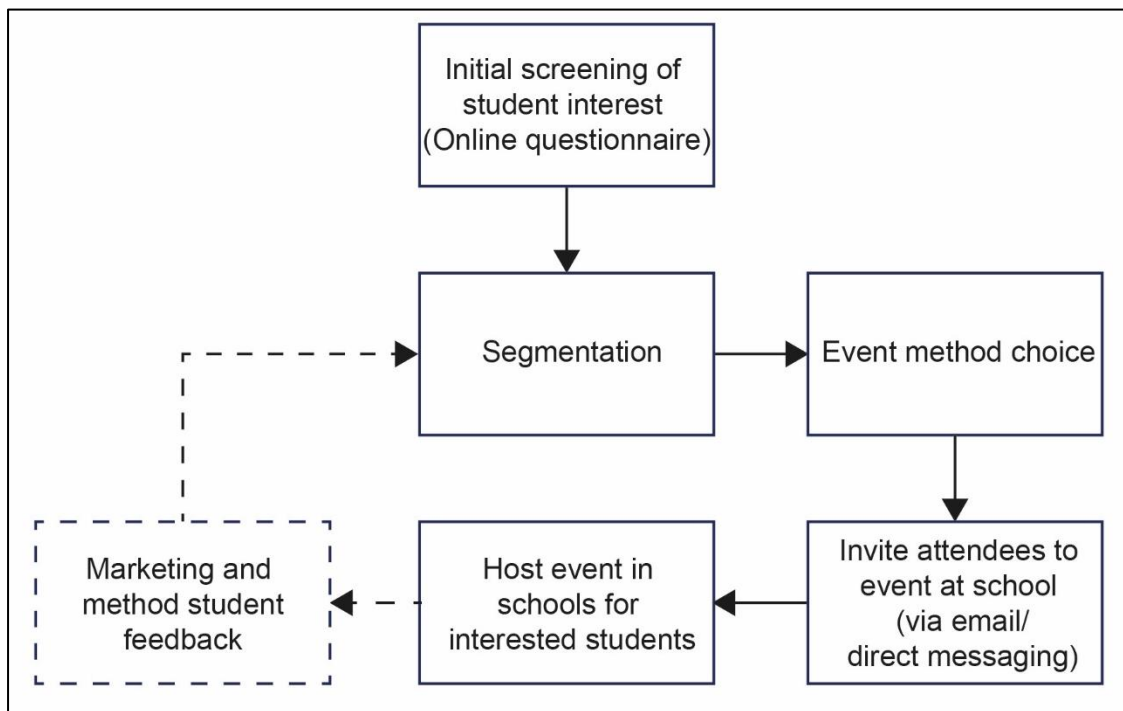 Initial screening of
student interest
(Online questionnaire)
Segmentation
Event method choice
Invite attendees to
event at school
(via email/
direct messaging)
Host event in
schools for
interested students
Marketing and
method student
feedback